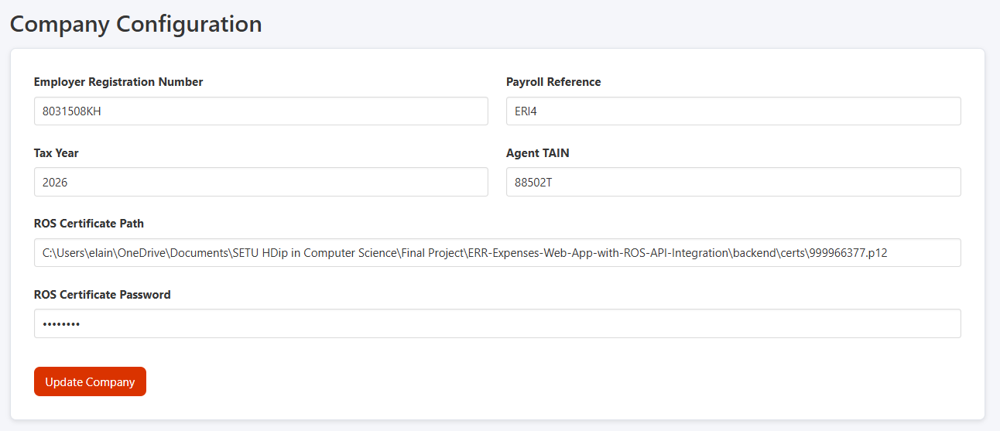 Company Configuration
Employer Registration Number
Payroll Reference
8031508KH
ERI4
Tax Year
Agent TAIN
2026
88502T
ROS Certificate Path
C:\Users\elain\OneDrive\Documents\SETU HDip in Computer Science\Final Project\ERR-Expenses-Web-App-with-ROS-API-Integration\backend\certs\999966377.p12
ROS Certificate Password
••••••••
Update Company